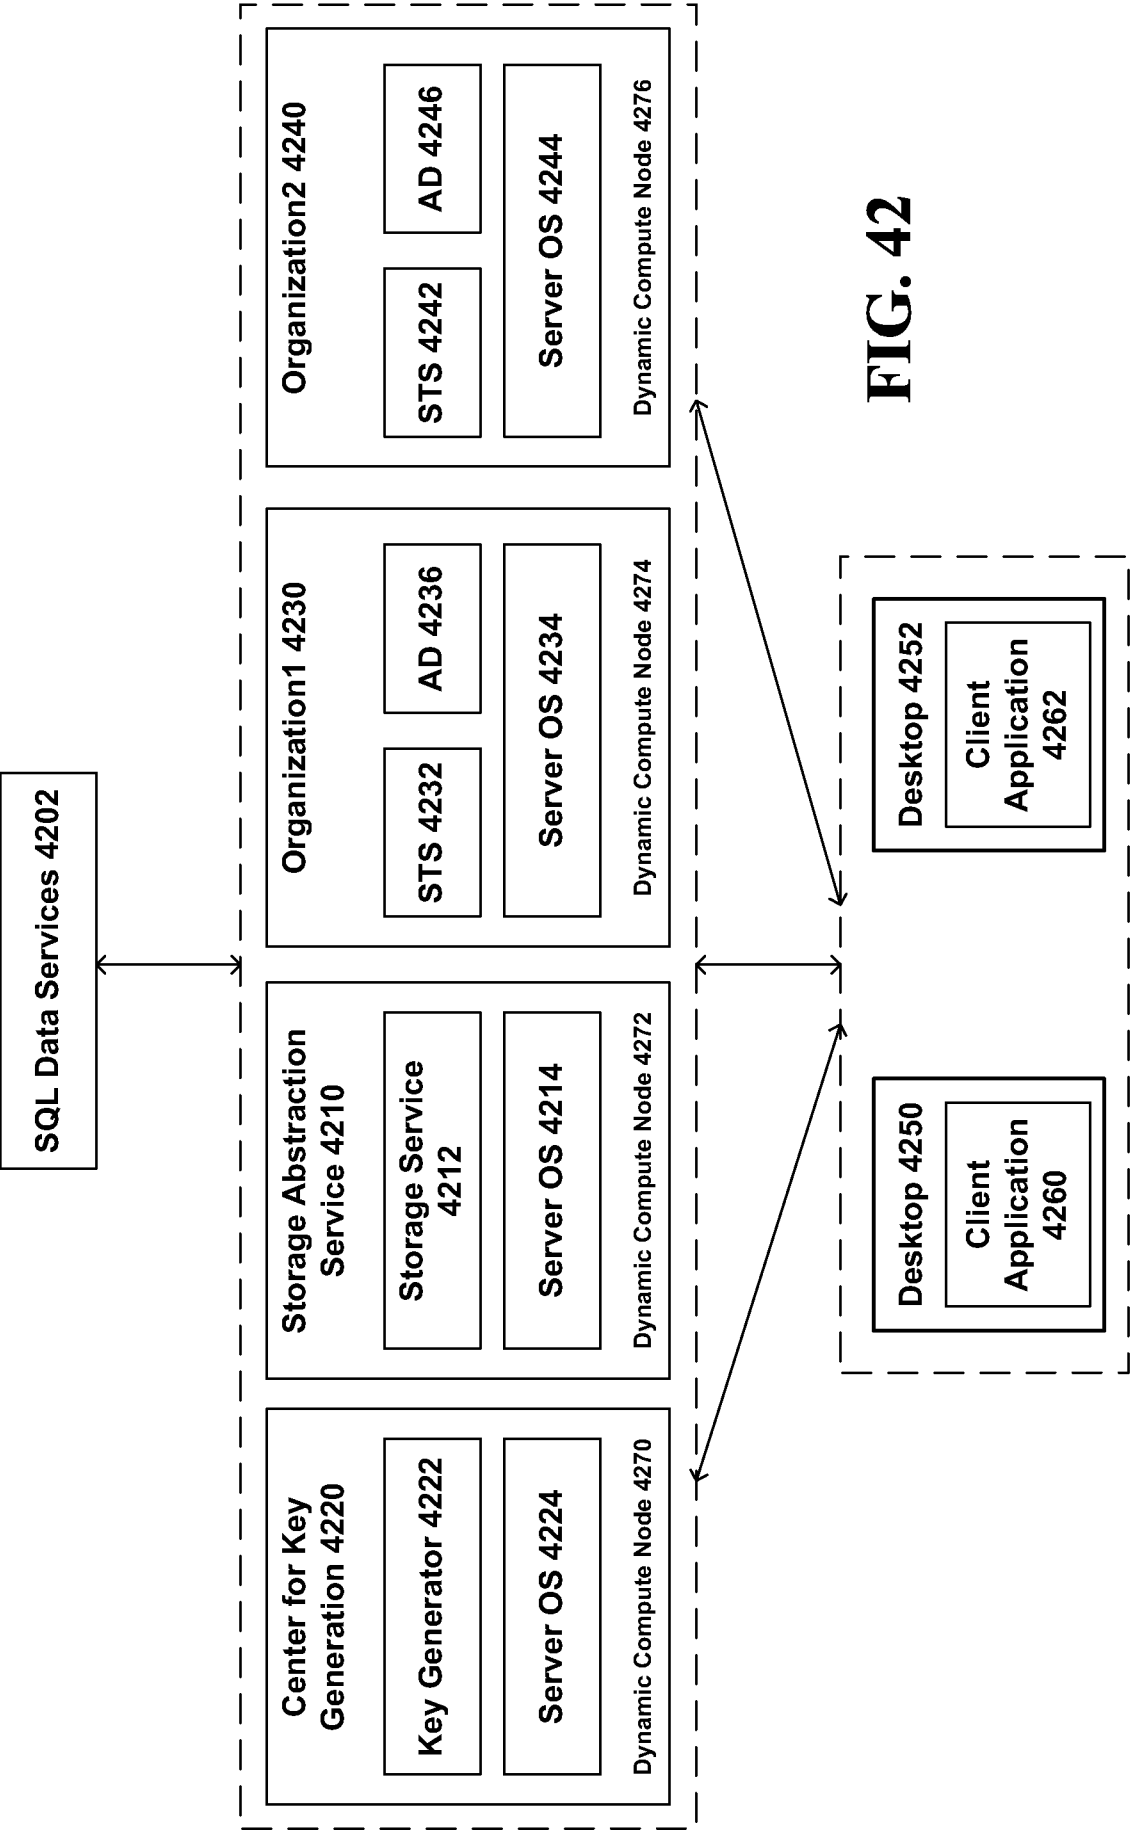 SQL Data Services 4202
Center for Key
Generation 4220
Key Generator 4222
Server OS 4224
Dynamic Compute Node 4270
Storage Abstraction
Service 4210
Storage Service
4212
Server OS 4214
Dynamic Compute Node 4272
Organization1 4230
STS 4232
AD 4236
Server OS 4234
Dynamic Compute Node 4274
Organization2 4240
STS 4242
AD 4246
Server OS 4244
Dynamic Compute Node 4276
Desktop 4250
Client
Application
4260
Desktop 4252
Client
Application
4262
FIG. 42